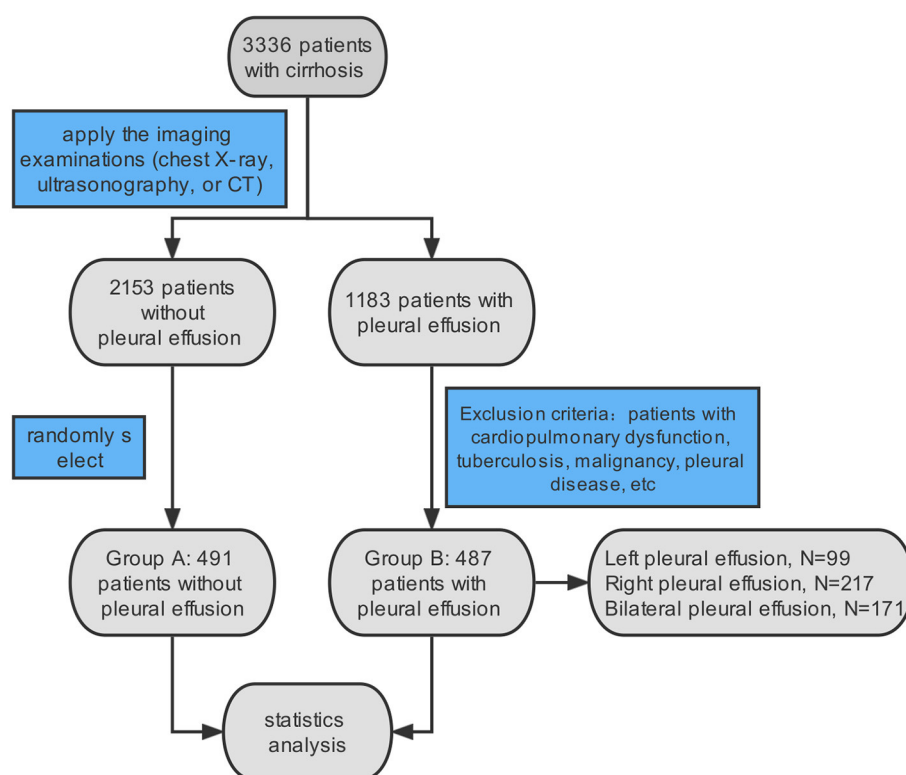 3336 patients
with cirrhosis
apply the imaging
examinations (chest X-ray,
ultrasonography, or CT)
2153 patients
without
pleural effusion
1183 patients with
pleural effusion
randomly s
elect
Exclusion criteria：patients with
cardiopulmonary dysfunction,
tuberculosis, malignancy, pleural
disease, etc
Group A: 491
patients without
pleural effusion
Group B: 487
patients with
pleural effusion
Left pleural effusion, N=99
Right pleural effusion, N=217
Bilateral pleural effusion, N=171
statistics
analysis